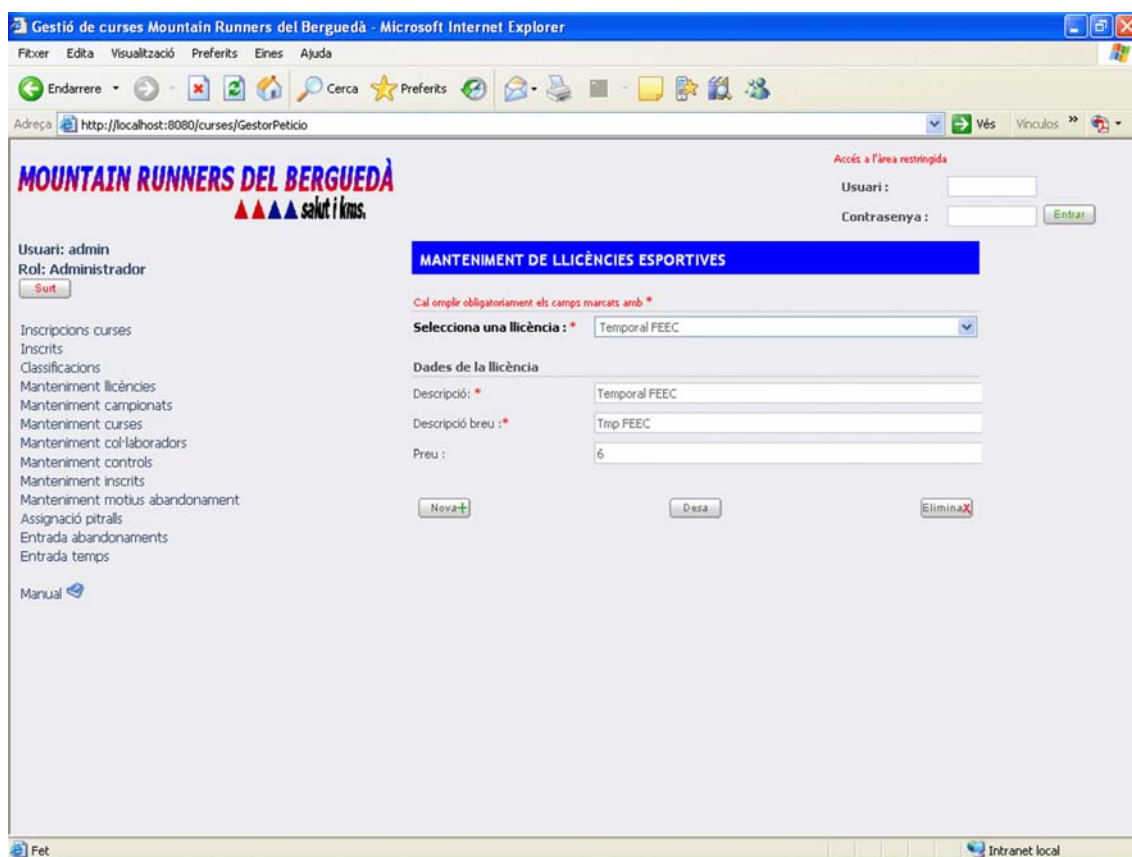 Gestió de curses Mountain Runners del Berguedà - Microsoft Internet Explorer
Fitxer Edita Visualització Preferits Eines Ajuda
Endarrere Cerca Preferits
Adreça http://localhost:8080/curses/GestorPeticio Vés Vínculos »
MOUNTAIN RUNNERS DEL BERGUEDÀ
salut i kms.
Accés a l'àrea restringida
Usuari :
Contrasenya : Entrar
Usuari: admin
Rol: Administrador
Surt
Inscripcions curses
Inscrits
Classificacions
Manteniment llicències
Manteniment campionats
Manteniment curses
Manteniment col·laboradors
Manteniment controls
Manteniment inscrits
Manteniment motius abandonament
Assignació pitralls
Entrada abandonaments
Entrada temps
Manual
MANTENIMENT DE LLICÈNCIES ESPORTIVES
Cal omplir obligatoriament els camps marcats amb *
Selecciona una llicència : * Temporal FEEC
Dades de la llicència
Descripció: * Temporal FEEC
Descripció breu :* Tmp FEEC
Preu : 6
Nova+ Desa EliminaX
Fet Intranet local